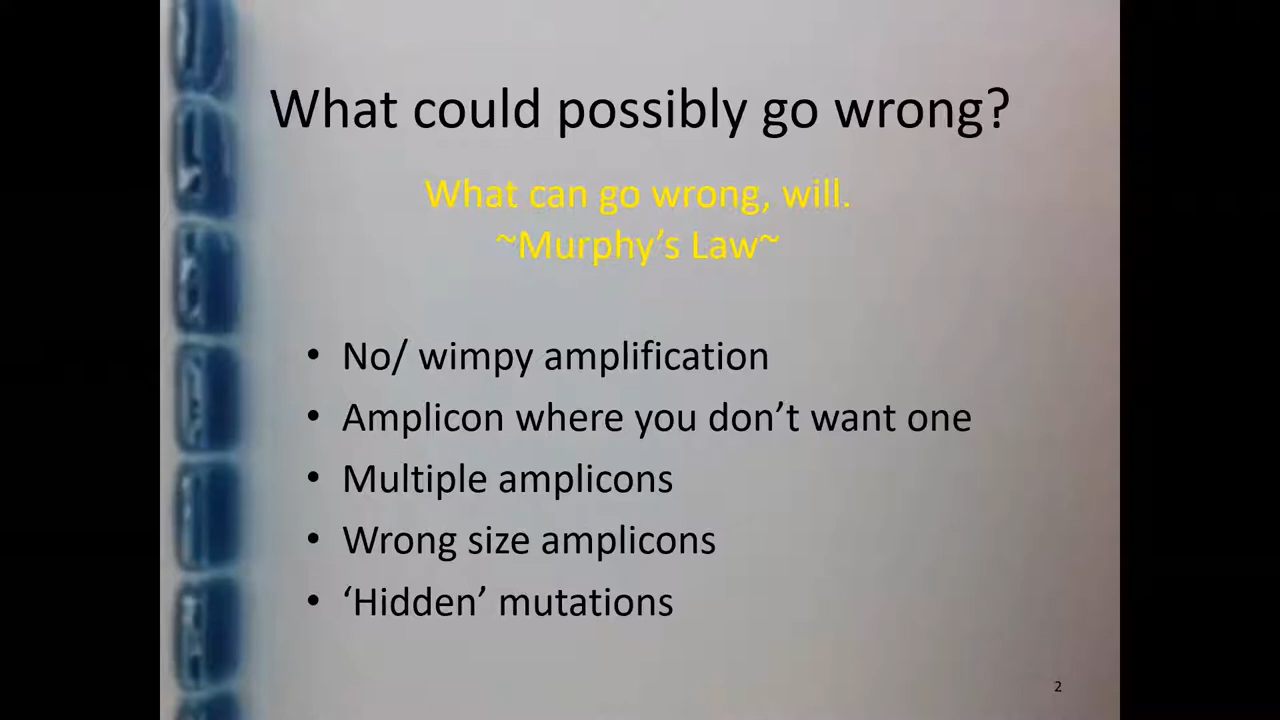 What could possibly go wrong?
What can go wrong, will.
~Murphy’s Law~
• No/ wimpy amplification
• Amplicon where you don’t want one
• Multiple amplicons
• Wrong size amplicons
• ‘Hidden’ mutations
2